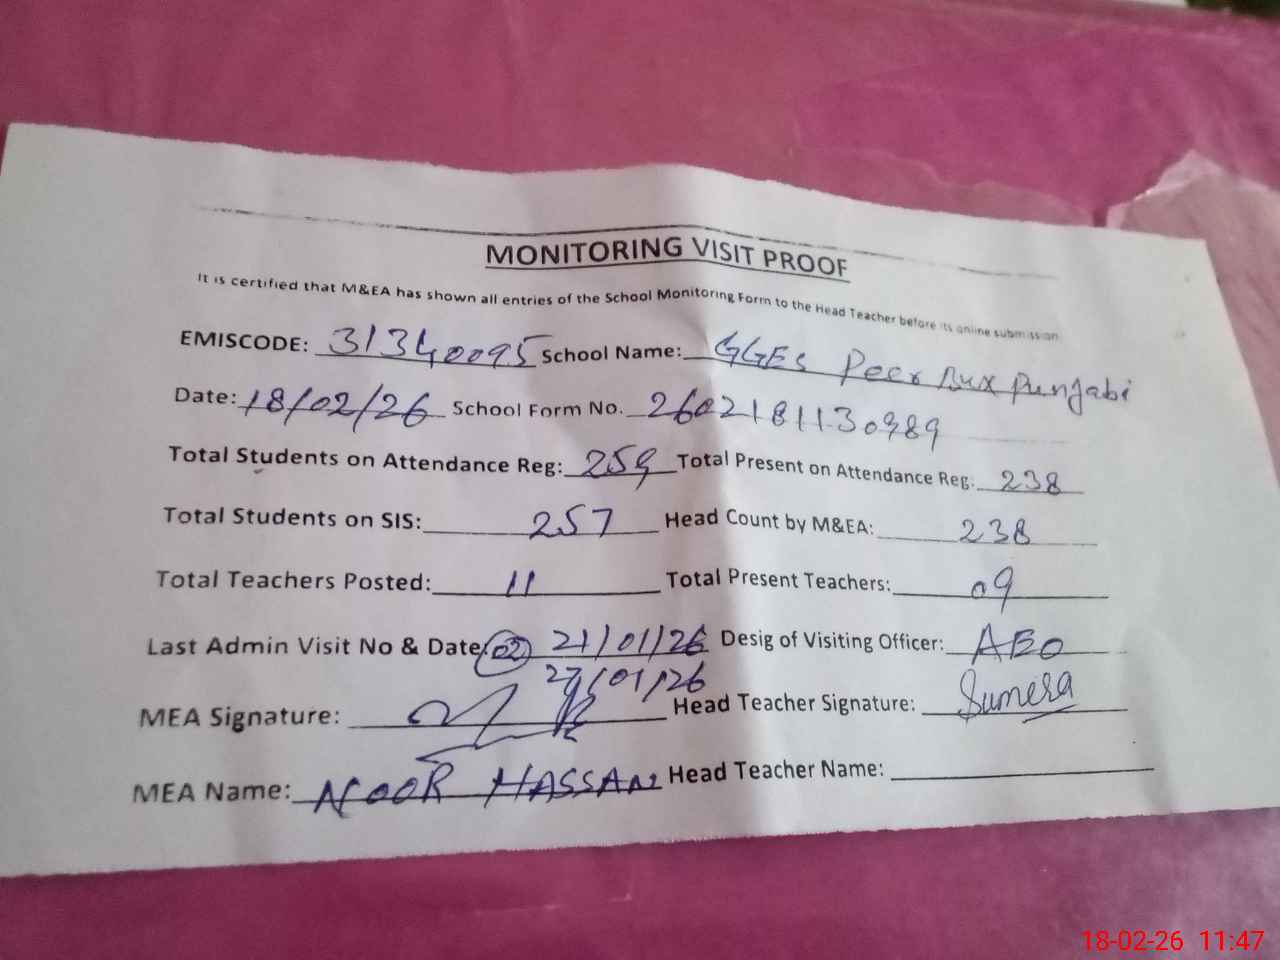 MONITORING VISIT PROOF
It is certified that M&EA has shown all entries of the School Monitoring Form to the Head Teacher before its online submission
EMISCODE: 31340095 School Name: GGES Peer Bux Punjabi
Date: 18/02/26 School Form No. 2602181130989
Total Students on Attendance Reg: 259 Total Present on Attendance Reg. 238
Total Students on SIS: 257 Head Count by M&EA: 238
Total Teachers Posted: 11 Total Present Teachers: 09
Last Admin Visit No & Date: 02 21/01/26 Desig of Visiting Officer: AEO
27/01/26
MEA Signature: Head Teacher Signature: Sumera
MEA Name: NOOR HASSAN Head Teacher Name:
18-02-26 11:47